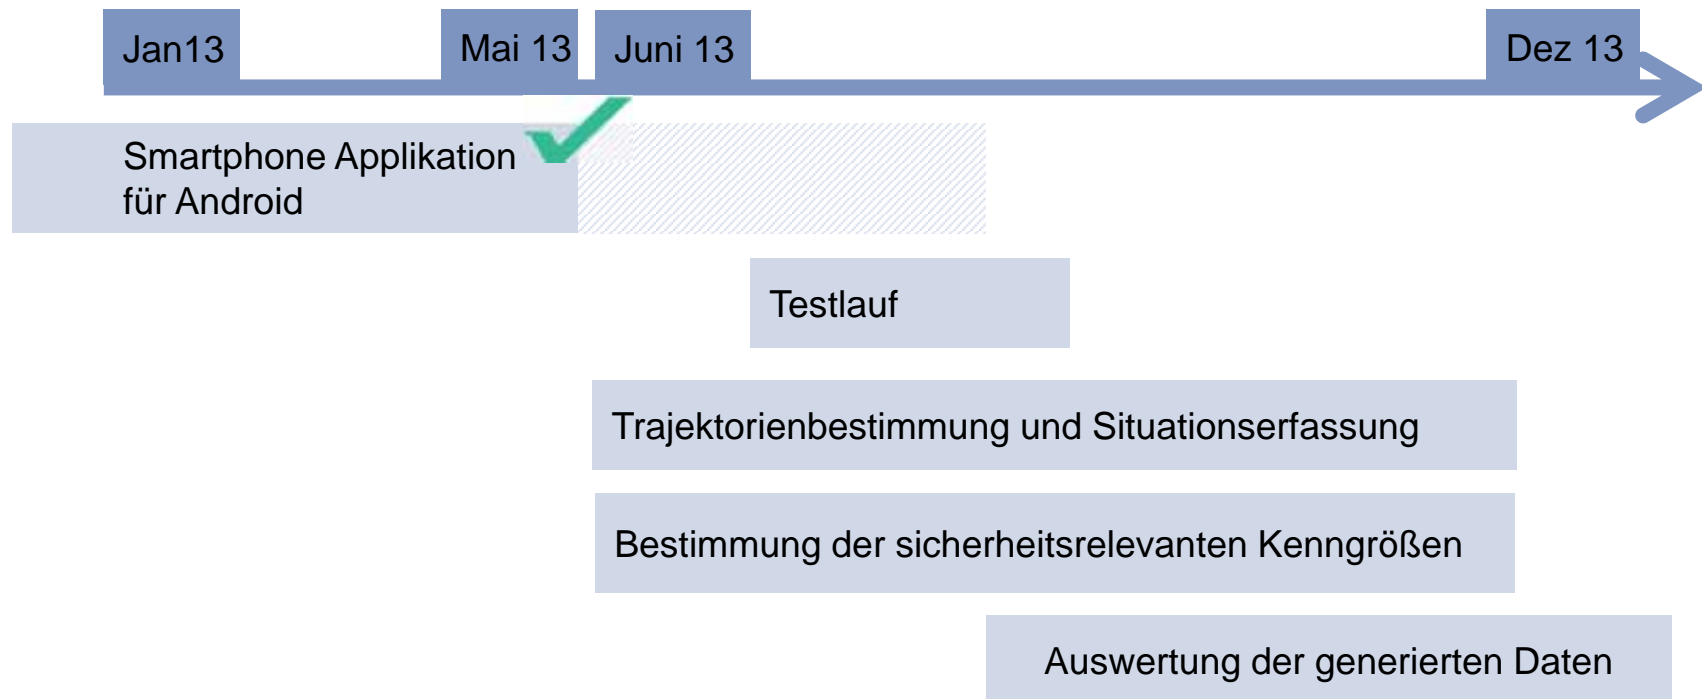 Jan13
Mai 13
Juni 13
Dez 13
Smartphone Applikation
für Android
Testlauf
Trajektorienbestimmung und Situationserfassung
Bestimmung der sicherheitsrelevanten Kenngrößen
Auswertung der generierten Daten